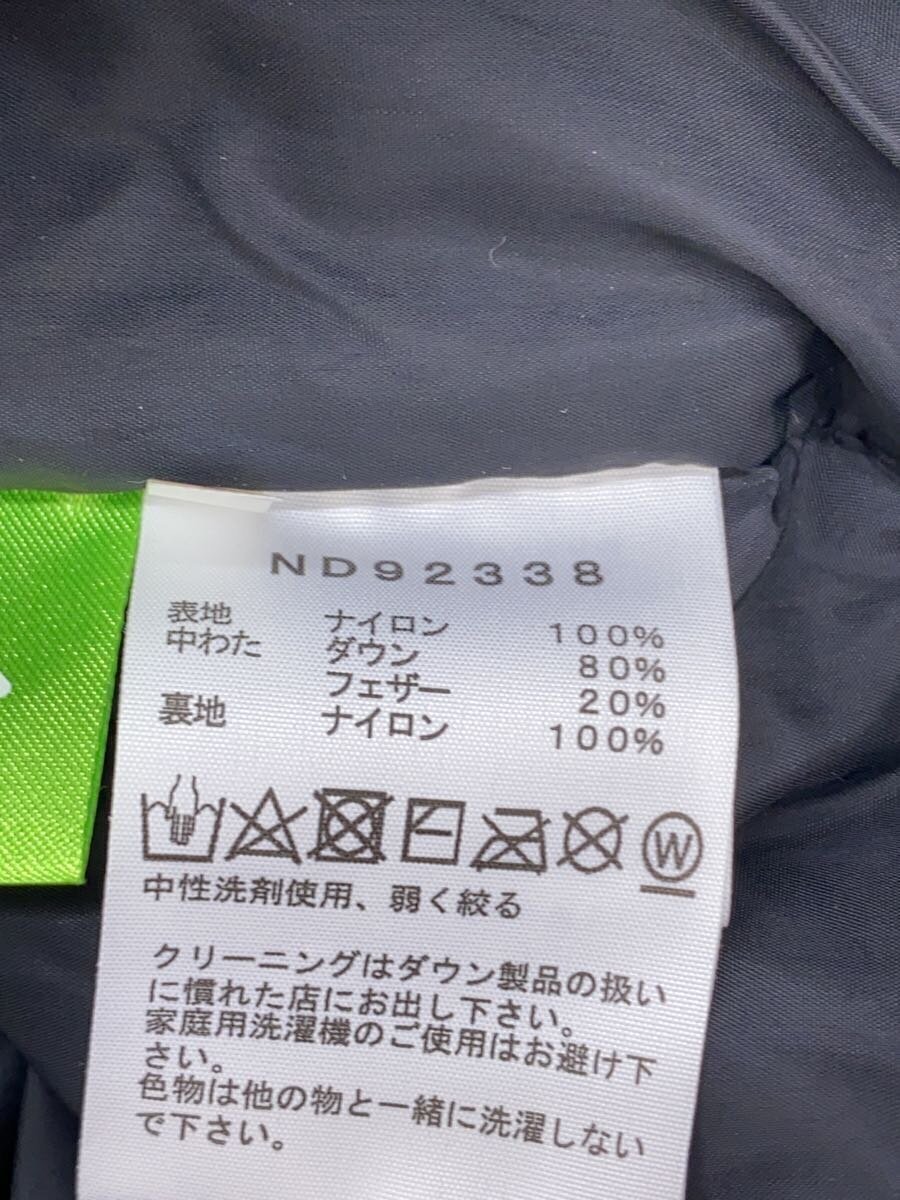 ND92338
表地 ナイロン 100%
中わた ダウン 80%
フェザー 20%
裏地 ナイロン 100%
W
中性洗剤使用、弱く絞る
クリーニングはダウン製品の扱い
に慣れた店にお出し下さい。
家庭用洗濯機のご使用はお避け下
さい。
色物は他の物と一緒に洗濯しない
で下さい。